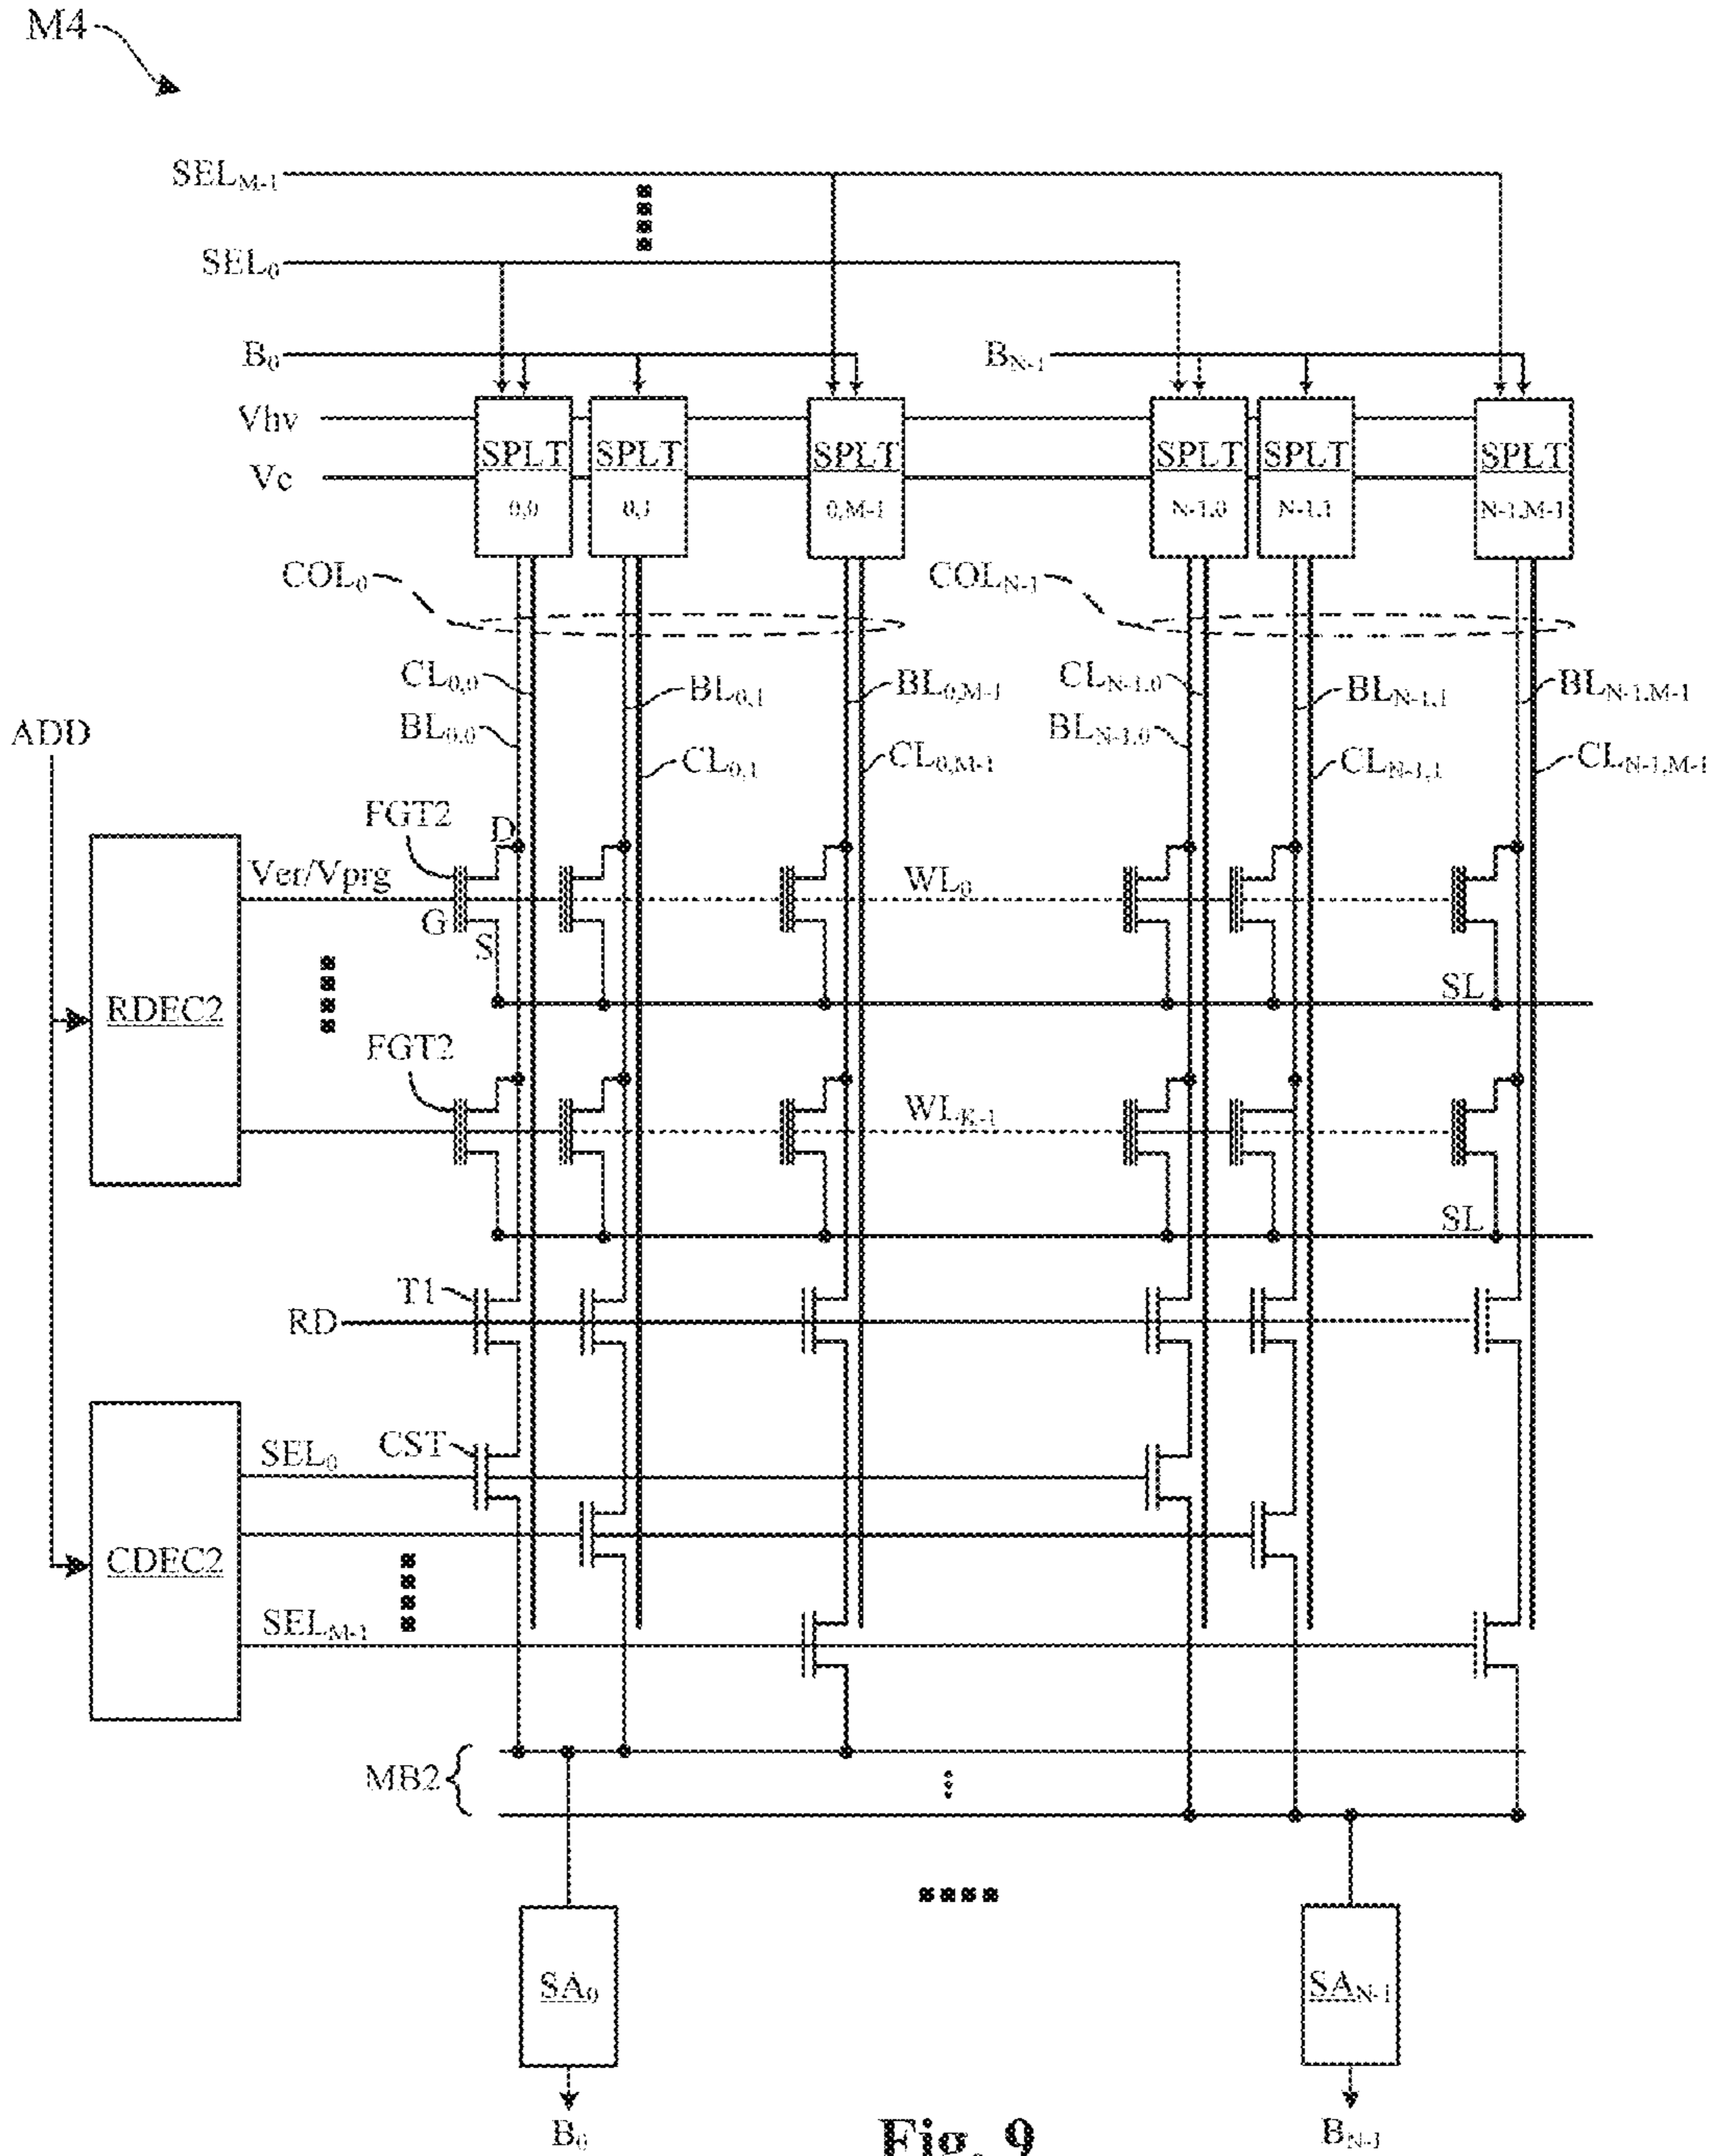 M4
SEL_M-1
SEL_0
B_0 B_N-1
Vhv
Vc
SPLT 0,0
SPLT 0,1
SPLT 0,M-1
SPLT N-1,0
SPLT N-1,1
SPLT N-1,M-1
COL_0 COL_N-1
CL_0,0 BL_0,1 BL_0,M-1 CL_N-1,0 BL_N-1,1 BL_N-1,M-1
BL_0,0 CL_0,1 CL_0,M-1 BL_N-1,0 CL_N-1,1 CL_N-1,M-1
ADD
FGT2 D
Ver/Vprg WL_0
G
S
SL
RDEC2
FGT2
WL_K-1
SL
T1
RD
CST
SEL_0
CDEC2
SEL_M-1
MB2
SA_0 SA_N-1
B_0 B_N-1
Fig. 9